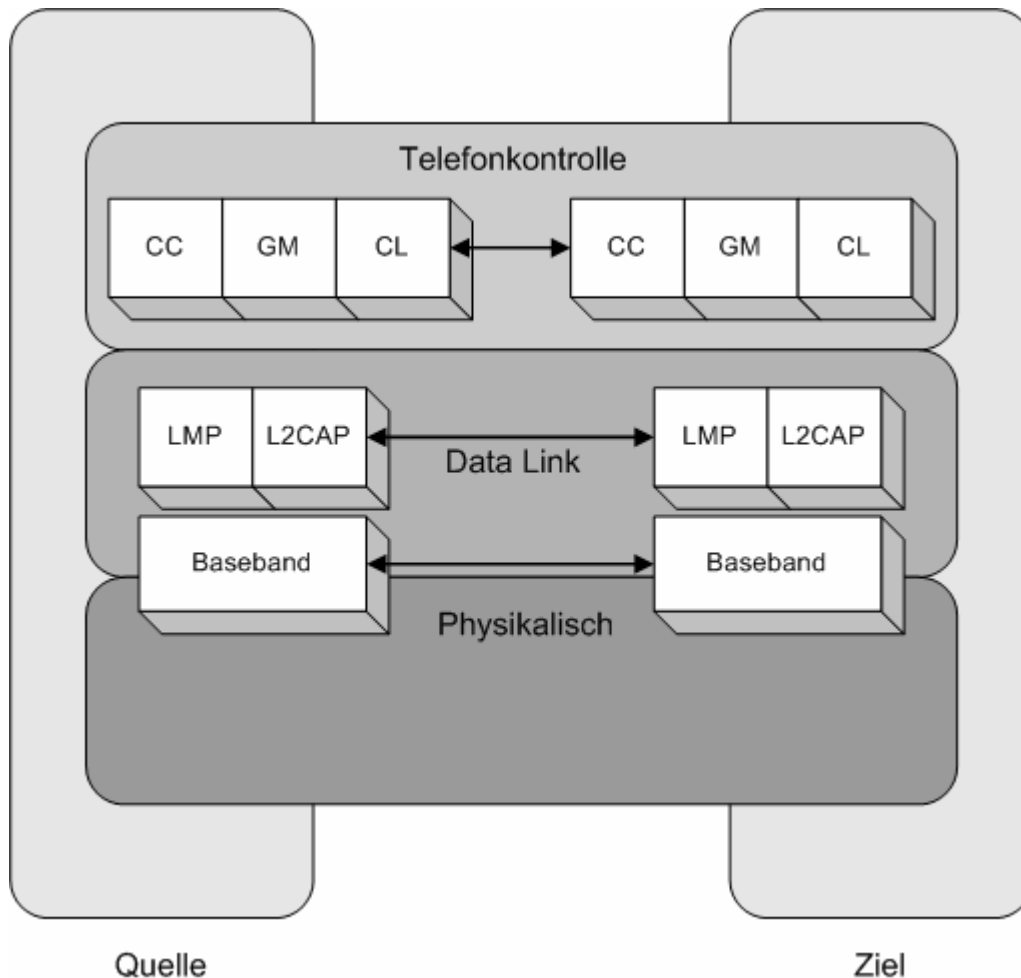 Telefonkontrolle
CC GM CL CC GM CL
LMP L2CAP LMP L2CAP
Data Link
Baseband Baseband
Physikalisch
Quelle Ziel